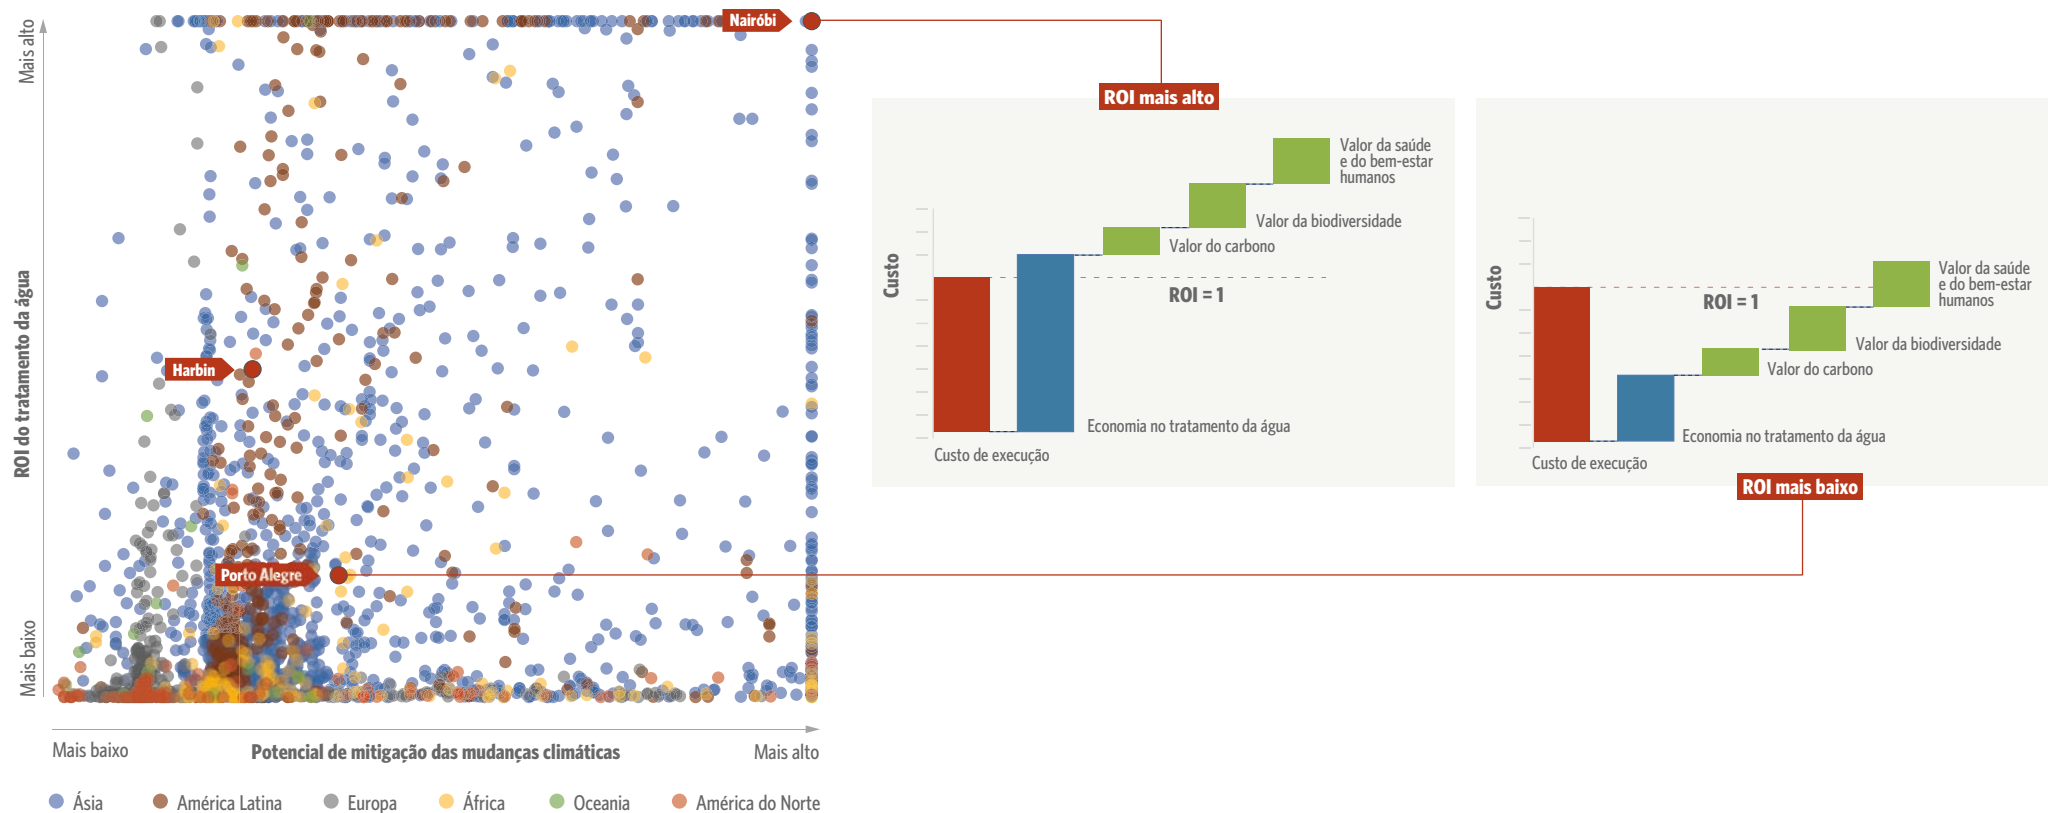 Mais alto
ROI do tratamento da água
Mais baixo
Nairóbi
Harbin
Porto Alegre
Mais baixo
Potencial de mitigação das mudanças climáticas
Mais alto
Ásia
América Latina
Europa
África
Oceania
América do Norte
ROI mais alto
Custo
Valor da saúde
e do bem-estar
humanos
Valor da biodiversidade
Valor do carbono
ROI = 1
Economia no tratamento da água
Custo de execução
Custo
Valor da saúde
e do bem-estar
humanos
ROI = 1
Valor da biodiversidade
Valor do carbono
Economia no tratamento da água
Custo de execução
ROI mais baixo